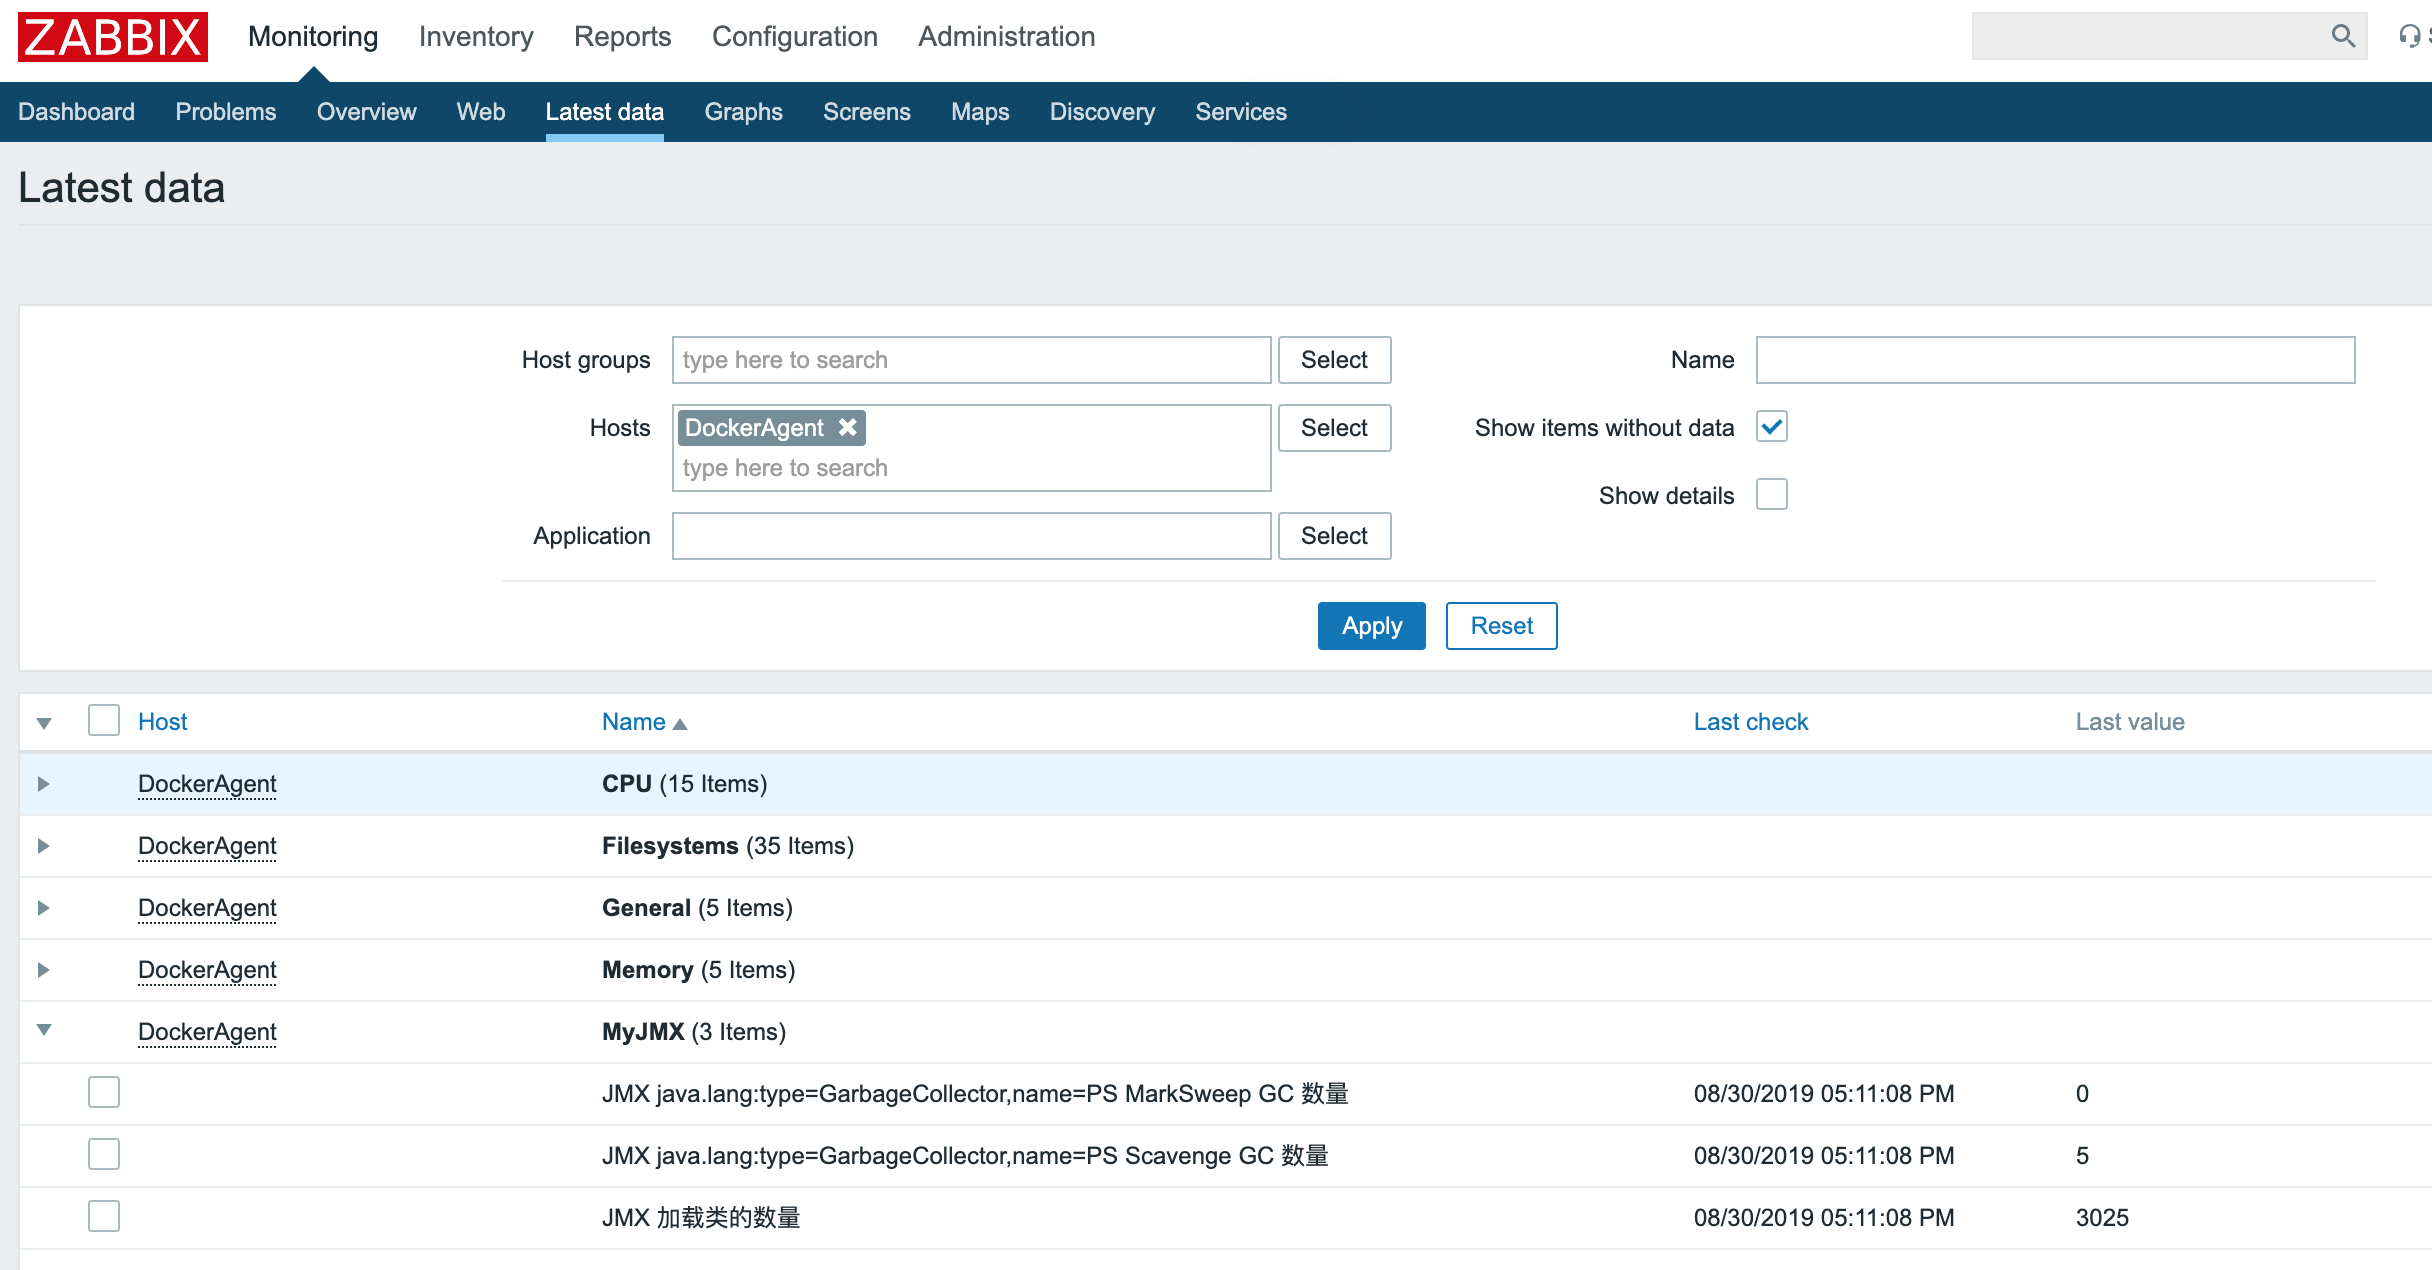 ZABBIX Monitoring Inventory Reports Configuration Administration
Dashboard Problems Overview Web Latest data Graphs Screens Maps Discovery Services
Latest data
Host groups type here to search Select Name
Hosts DockerAgent Select Show items without data
type here to search
Show details
Application Select
Apply Reset
Host Name Last check Last value
DockerAgent CPU (15 Items)
DockerAgent Filesystems (35 Items)
DockerAgent General (5 Items)
DockerAgent Memory (5 Items)
DockerAgent MyJMX (3 Items)
JMX java.lang:type=GarbageCollector,name=PS MarkSweep GC 数量 08/30/2019 05:11:08 PM 0
JMX java.lang:type=GarbageCollector,name=PS Scavenge GC 数量 08/30/2019 05:11:08 PM 5
JMX 加载类的数量 08/30/2019 05:11:08 PM 3025